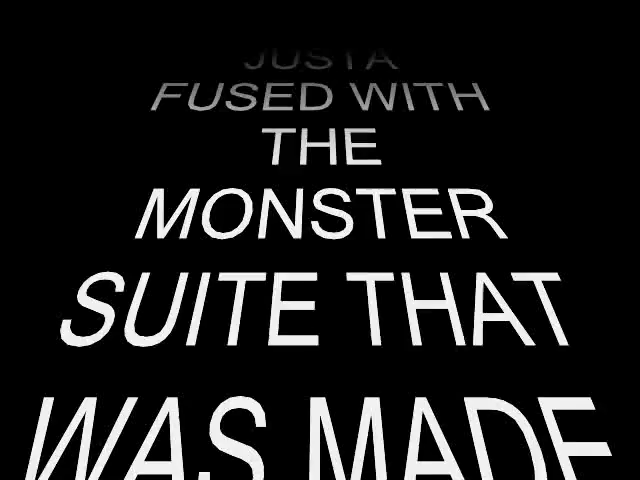 JUSTA
FUSED WITH
THE
MONSTER
SUITE THAT
WAS MADE